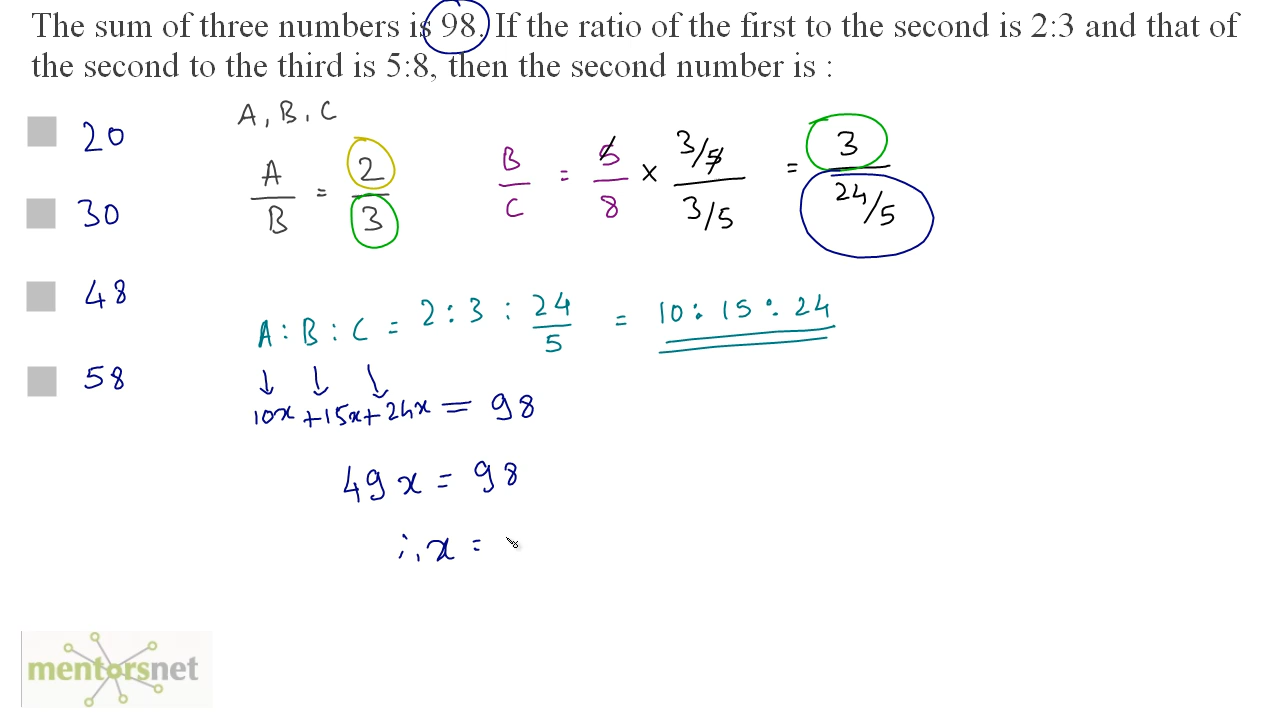 The sum of three numbers is 98. If the ratio of the first to the second is 2:3 and that of
the second to the third is 5:8, then the second number is :
A, B, C
20
30
48
58
A/B = 2/3
B/C = 5/8 × (3/5)/(3/5) = 3/(24/5)
A : B : C = 2 : 3 : 24/5 = 10 : 15 : 24
10x + 15x + 24x = 98
49x = 98
∴ x =
mentorsnet